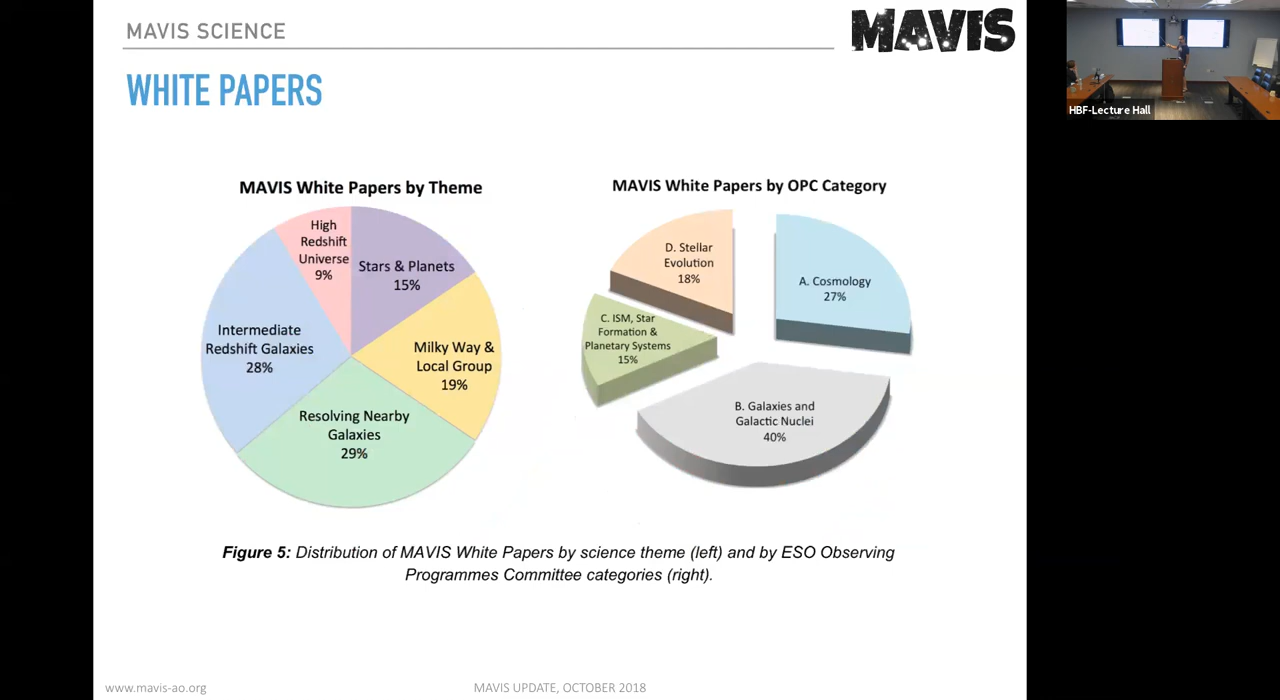 MAVIS SCIENCE
MAVIS
WHITE PAPERS
MAVIS White Papers by Theme
High
Redshift
Universe
9%
Stars & Planets
15%
Milky Way &
Local Group
19%
Resolving Nearby
Galaxies
29%
Intermediate
Redshift Galaxies
28%
MAVIS White Papers by OPC Category
D. Stellar
Evolution
18%
A. Cosmology
27%
C. ISM, Star
Formation &
Planetary Systems
15%
B. Galaxies and
Galactic Nuclei
40%
Figure 5: Distribution of MAVIS White Papers by science theme (left) and by ESO Observing
Programmes Committee categories (right).
www.mavis-ao.org
MAVIS UPDATE, OCTOBER 2018
HBF-Lecture Hall